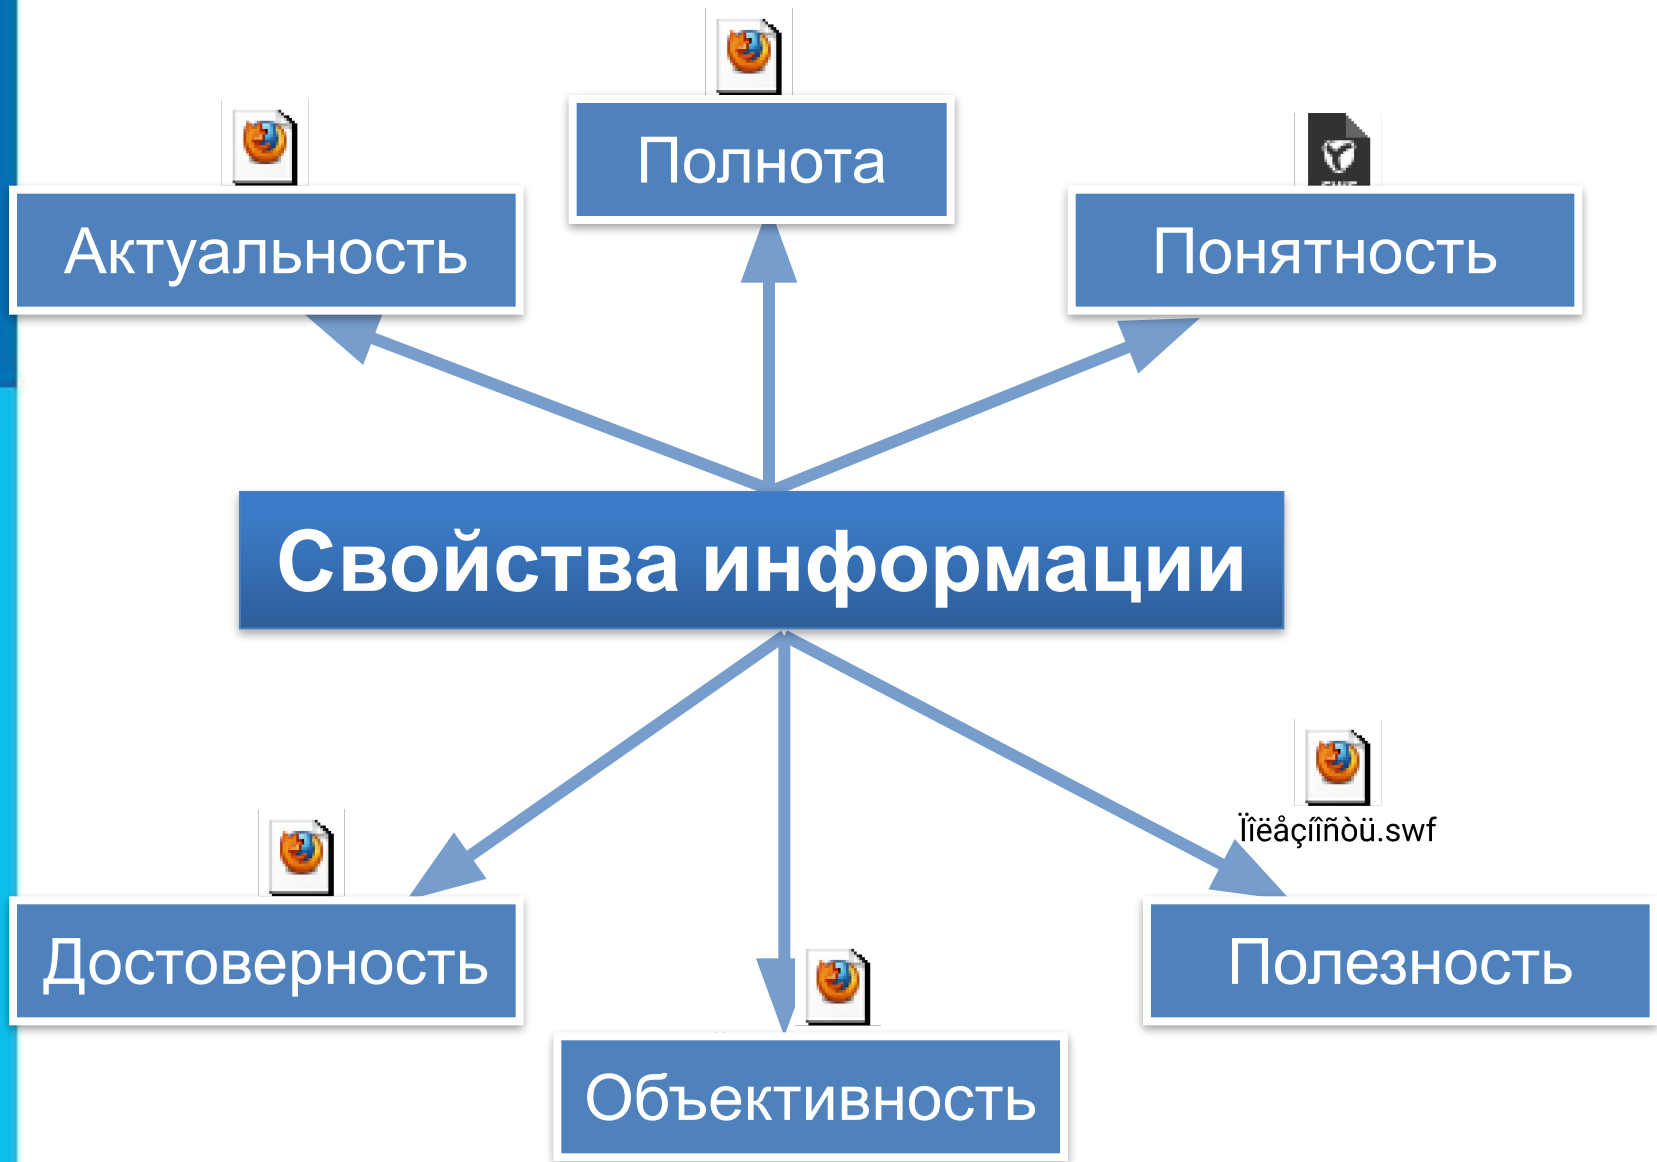 Полнота
Актуальность
Понятность
Свойства информации
Ïîëåçíîñòü.swf
Достоверность
Полезность
Объективность